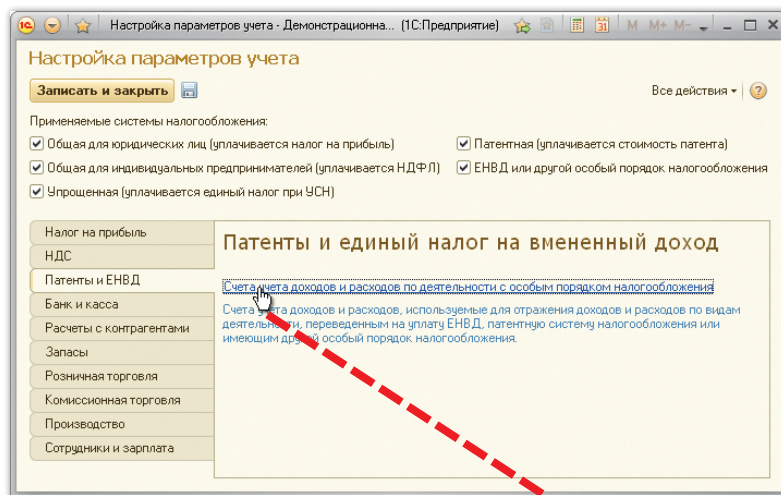 Настройка параметров учета - Демонстрационна... (1С:Предприятие)
31 M M+ M-
Настройка параметров учета
Записать и закрыть
Все действия
?
Применяемые системы налогообложения:
Общая для юридических лиц (уплачивается налог на прибыль)
Патентная (уплачивается стоимость патента)
Общая для индивидуальных предпринимателей (уплачивается НДФЛ)
ЕНВД или другой особый порядок налогообложения
Упрощенная (уплачивается единый налог при УСН)
Налог на прибыль
НДС
Патенты и ЕНВД
Банк и касса
Расчеты с контрагентами
Запасы
Розничная торговля
Комиссионная торговля
Производство
Сотрудники и зарплата
Патенты и единый налог на вмененный доход
Счета учета доходов и расходов по деятельности с особым порядком налогообложения
Счета учета доходов и расходов, используемые для отражения доходов и расходов по видам
деятельности, переведенным на уплату ЕНВД, патентную систему налогообложения или
имеющим другой особый порядок налогообложения.